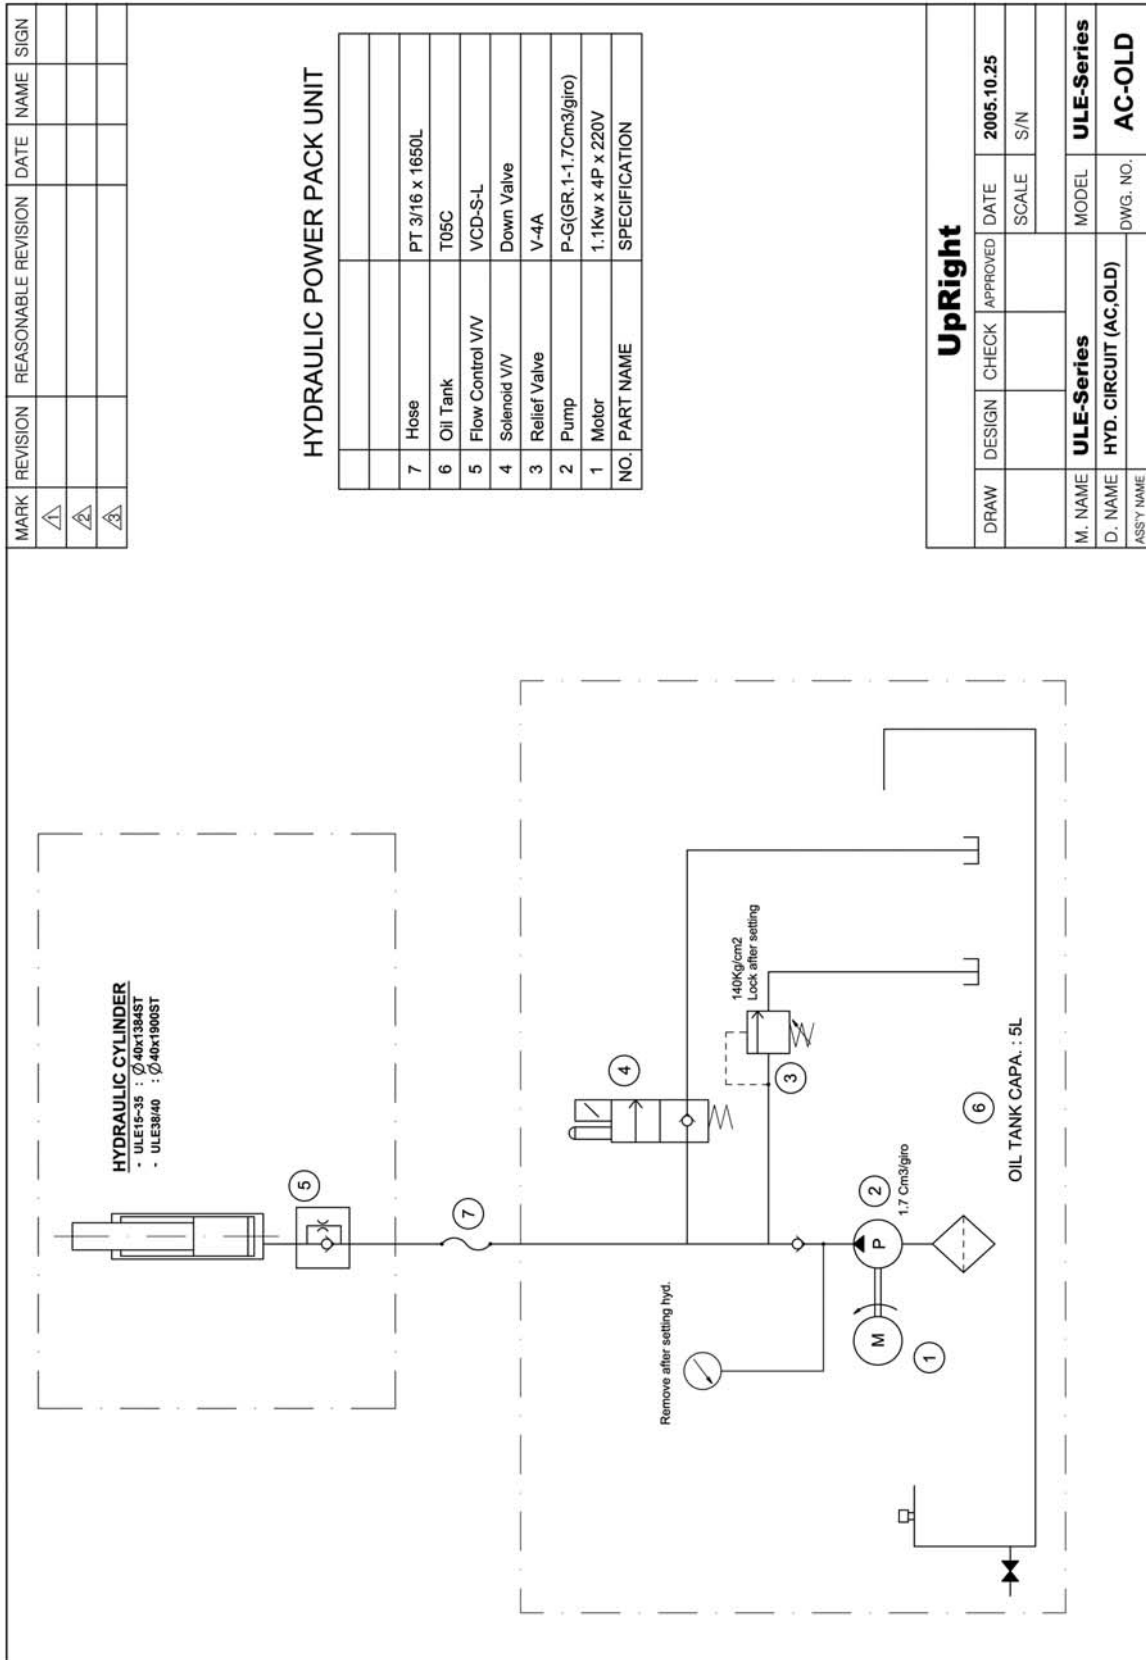 MARK REVISION REASONABLE REVISION DATE NAME SIGN
1
2
3
HYDRAULIC POWER PACK UNIT
7 Hose PT 3/16 x 1650L
6 Oil Tank T05C
5 Flow Control V/V VCD-S-L
4 Solenoid V/V Down Valve
3 Relief Valve V-4A
2 Pump P-G(GR.1-1.7Cm3/giro)
1 Motor 1.1Kw x 4P x 220V
NO. PART NAME SPECIFICATION
HYDRAULIC CYLINDER
- ULE15~35 : Ø40x1384ST
- ULE38/40 : Ø40x1900ST
5
7
4
140Kg/cm2
Lock after setting
3
Remove after setting hyd.
2
1.7 Cm3/giro
P
M
1
6
OIL TANK CAPA. : 5L
UpRight
DRAW DESIGN CHECK APPROVED DATE 2005.10.25
SCALE S/N
M. NAME ULE-Series MODEL ULE-Series
D. NAME HYD. CIRCUIT (AC,OLD) DWG. NO. AC-OLD
ASS'Y NAME